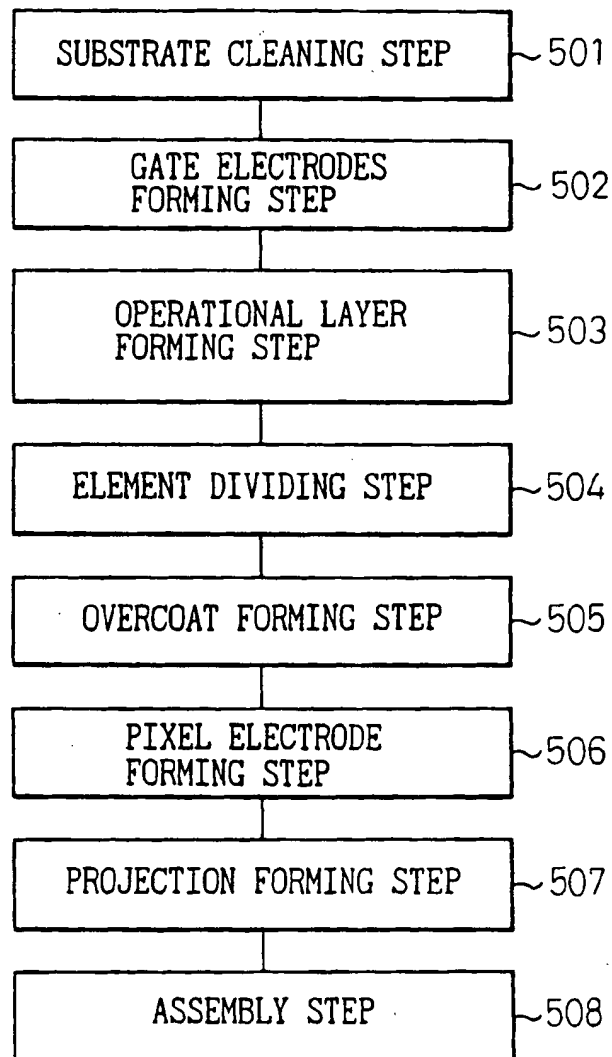 SUBSTRATE CLEANING STEP ~501
GATE ELECTRODES
FORMING STEP ~502
OPERATIONAL LAYER
FORMING STEP ~503
ELEMENT DIVIDING STEP ~504
OVERCOAT FORMING STEP ~505
PIXEL ELECTRODE
FORMING STEP ~506
PROJECTION FORMING STEP ~507
ASSEMBLY STEP ~508